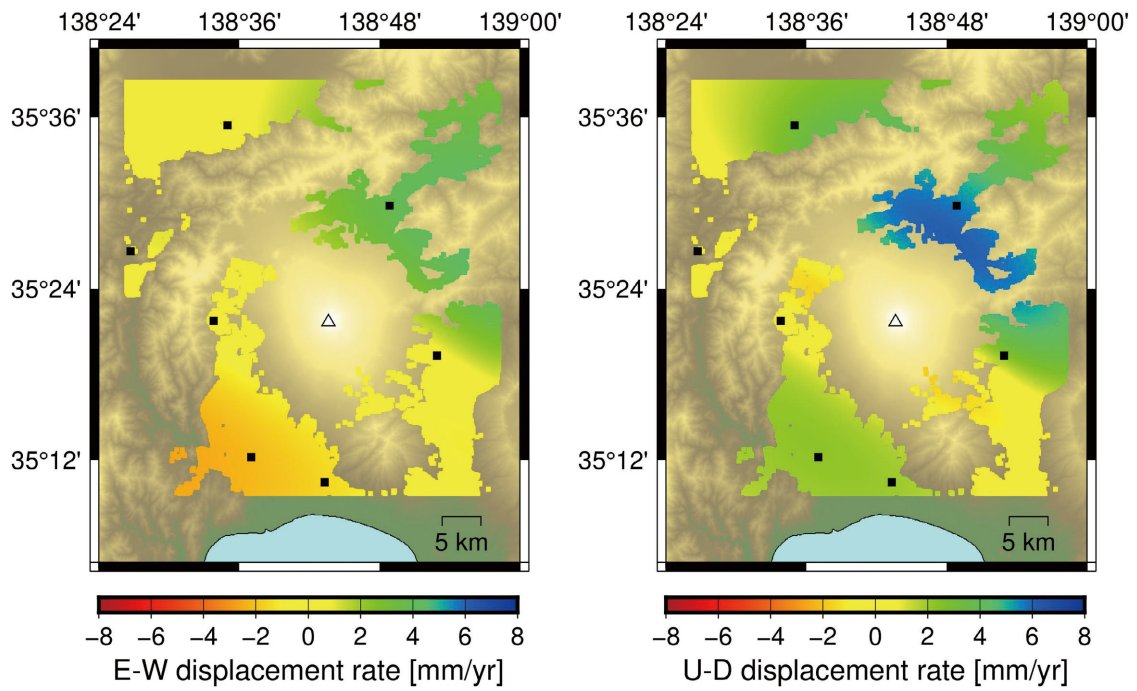 138°24' 138°36' 138°48' 139°00'
35°36'
35°24'
35°12'
5 km
−8 −6 −4 −2 0 2 4 6 8
E-W displacement rate [mm/yr]
138°24' 138°36' 138°48' 139°00'
35°36'
35°24'
35°12'
5 km
−8 −6 −4 −2 0 2 4 6 8
U-D displacement rate [mm/yr]